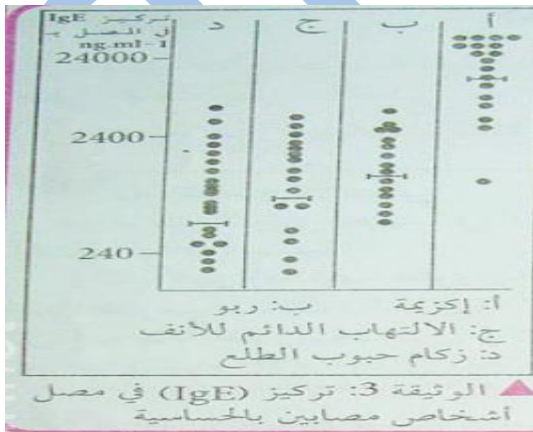 تركيز IgE
في المصل بـ
ng.ml-1
أ
ب
ج
د
24000
2400
240
أ: إكزيمة ب: ربو
ج: الالتهاب الدائم للأنف
د: زكام حبوب الطلع
الوثيقة 3: تركيز (IgE) في مصل
أشخاص مصابين بالحساسية